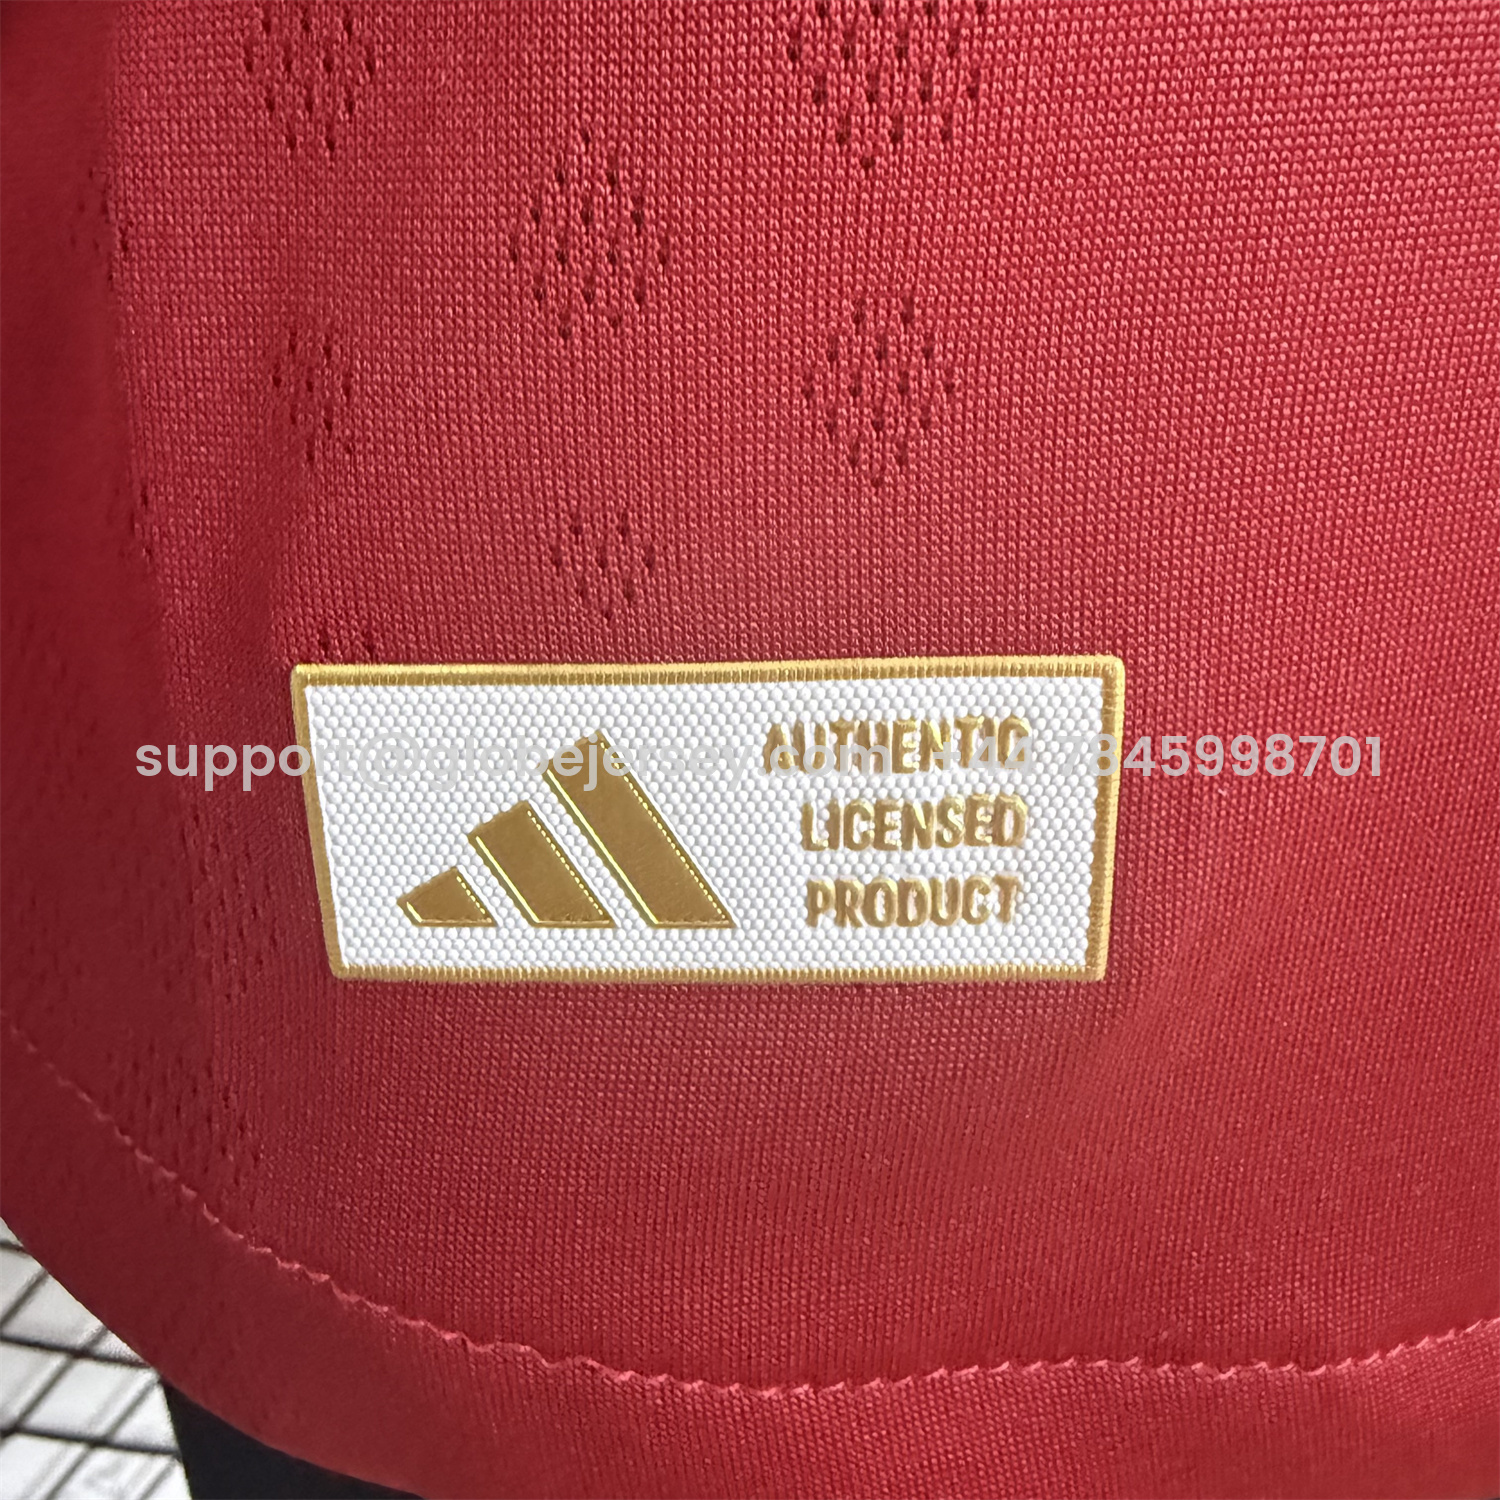 AUTHENTIC
support@globejersey.com +44 7845998701
LICENSED
PRODUCT